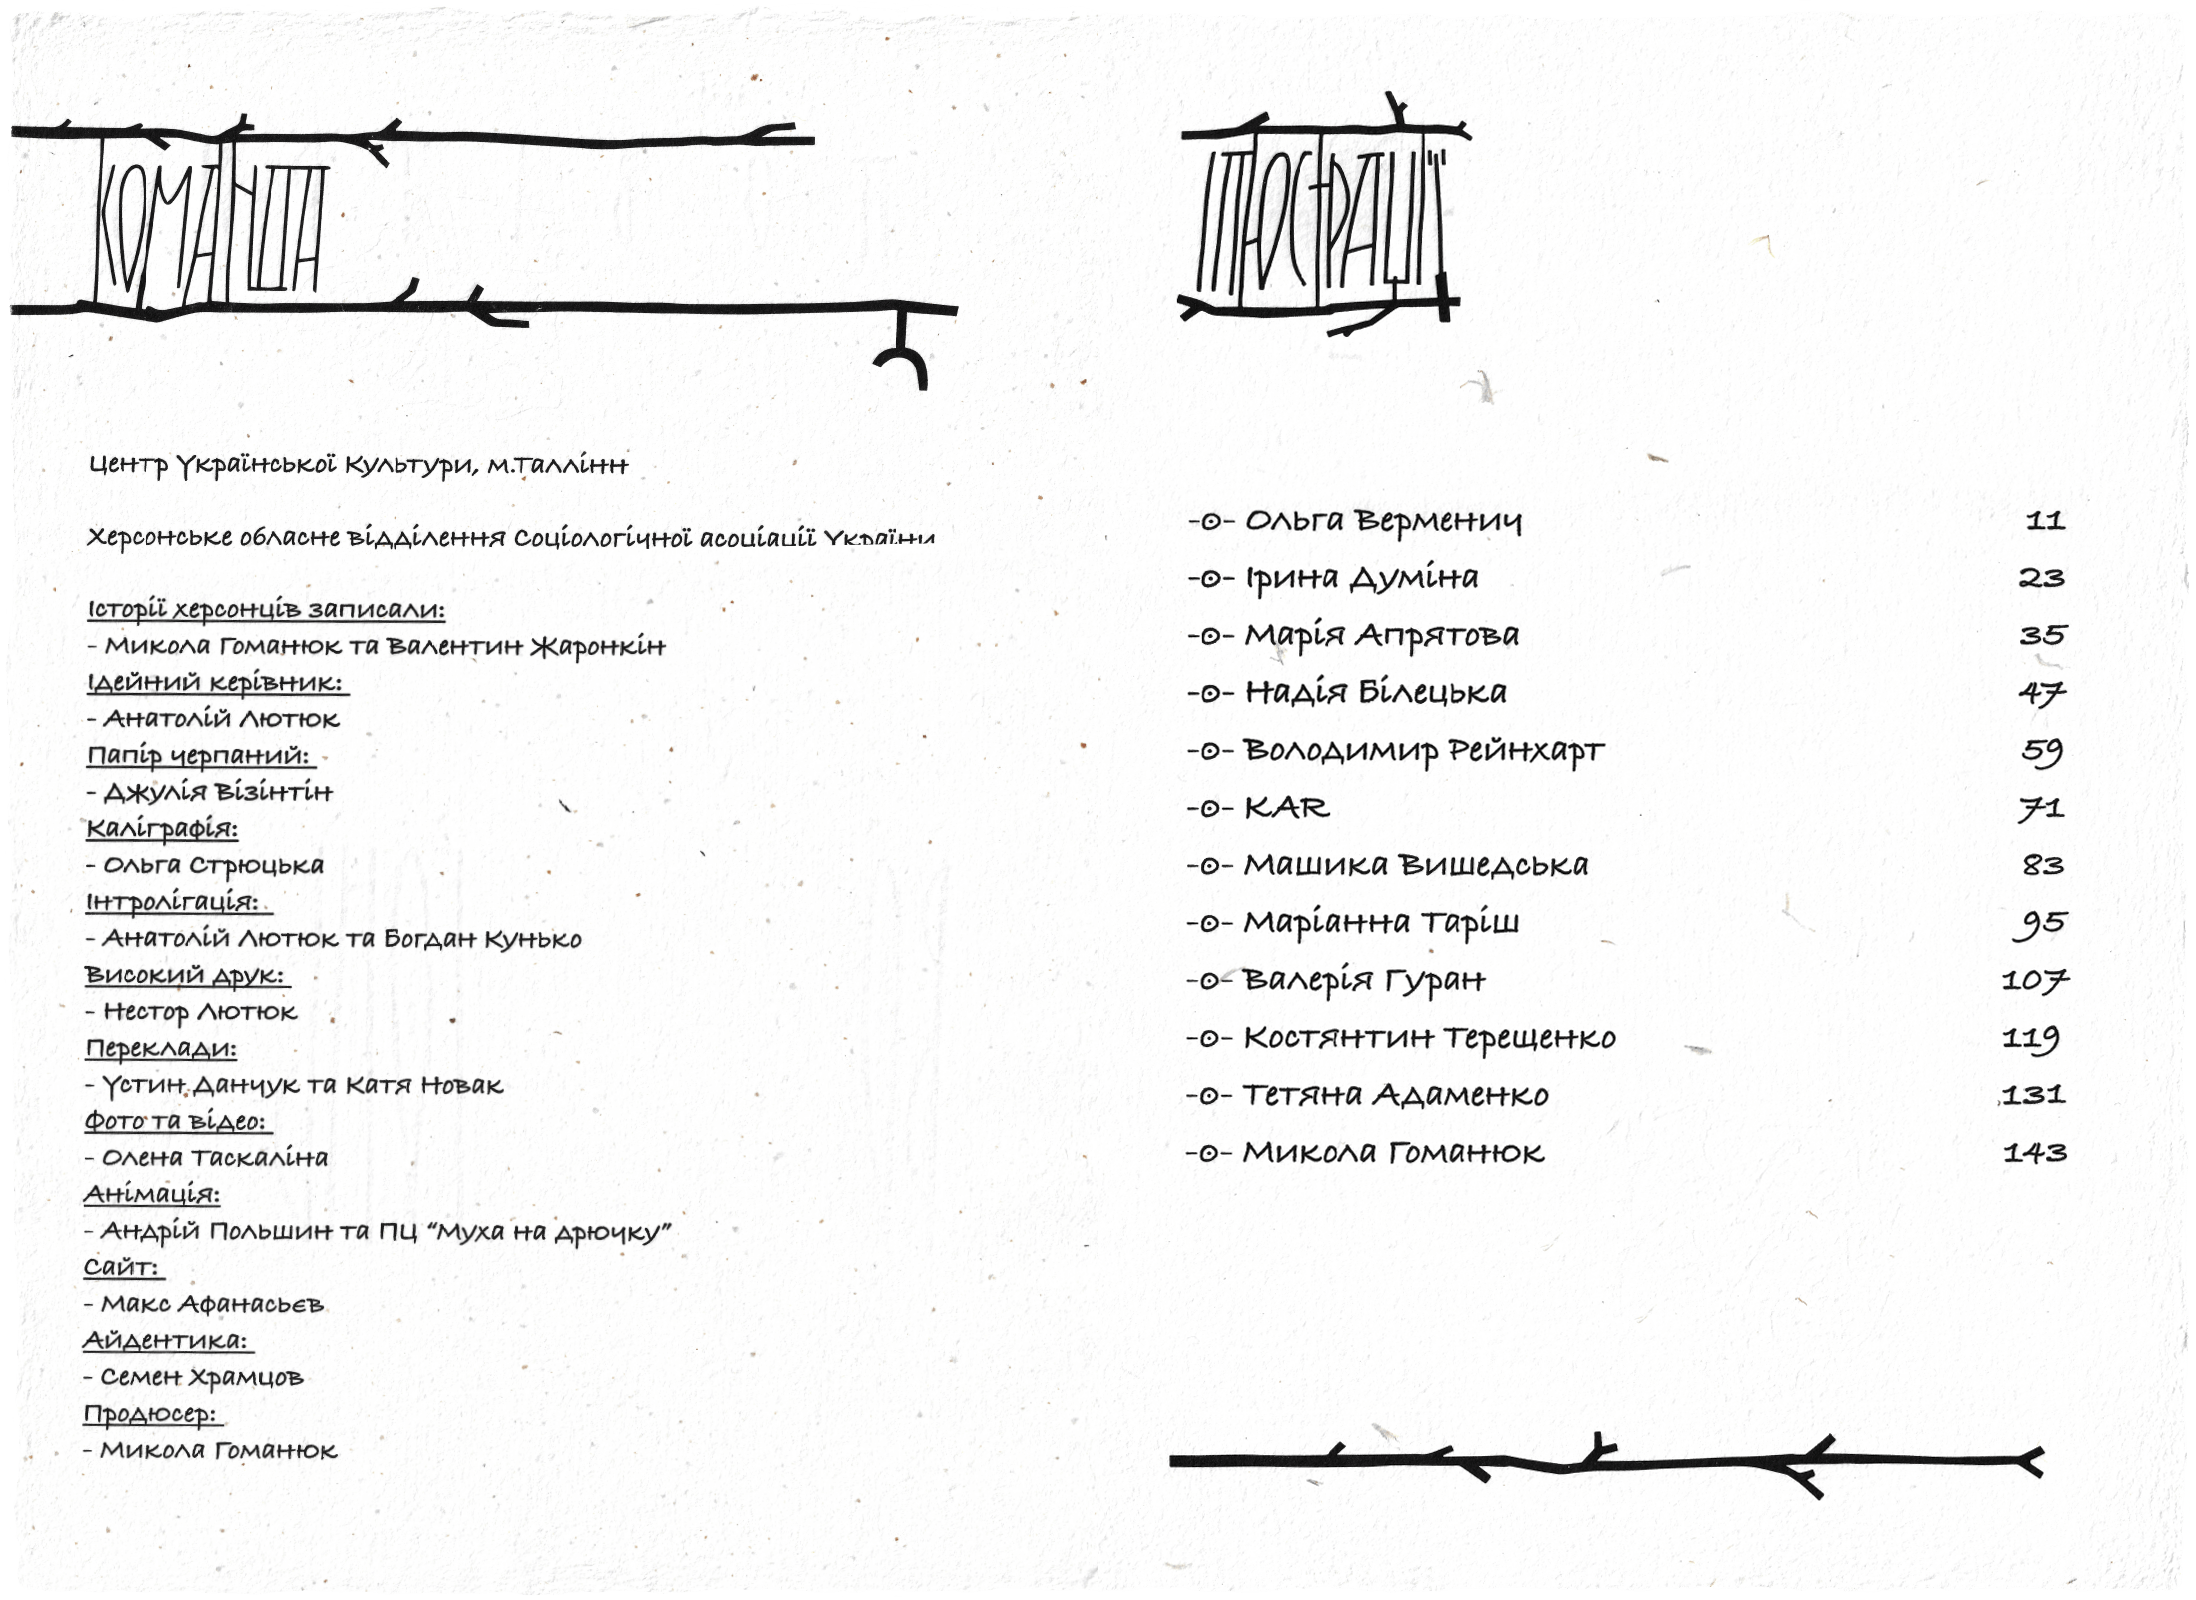 КОМАНДА
Центр Української Культури, м.Таллінн
Херсонське обласне відділення Соціологічної асоціації України
Історії херсонців записали:
- Микола Гоманюк та Валентин Жаронкін
Ідейний керівник:
- Анатолій Лютюк
Папір черпаний:
- Джулія Візінтін
Каліграфія:
- Ольга Стрюцька
Інтролігація:
- Анатолій Лютюк та Богдан Кунько
Високий друк:
- Нестор Лютюк
Переклади:
- Устин Данчук та Катя Новак
Фото та відео:
- Олена Таскаліна
Анімація:
- Андрій Польшин та ПЦ “Муха на дрючку”
Сайт:
- Макс Афанасьєв
Айдентика:
- Семен Храмцов
Продюсер:
- Микола Гоманюк
ІЛЮСТРАЦІЇ
-⊙- Ольга Верменич 11
-⊙- Ірина Думіна 23
-⊙- Марія Апрятова 35
-⊙- Надія Білецька 47
-⊙- Володимир Рейнхарт 59
-⊙- KAR 71
-⊙- Машика Вишедська 83
-⊙- Маріанна Таріш 95
-⊙- Валерія Гуран 107
-⊙- Костянтин Терещенко 119
-⊙- Тетяна Адаменко 131
-⊙- Микола Гоманюк 143